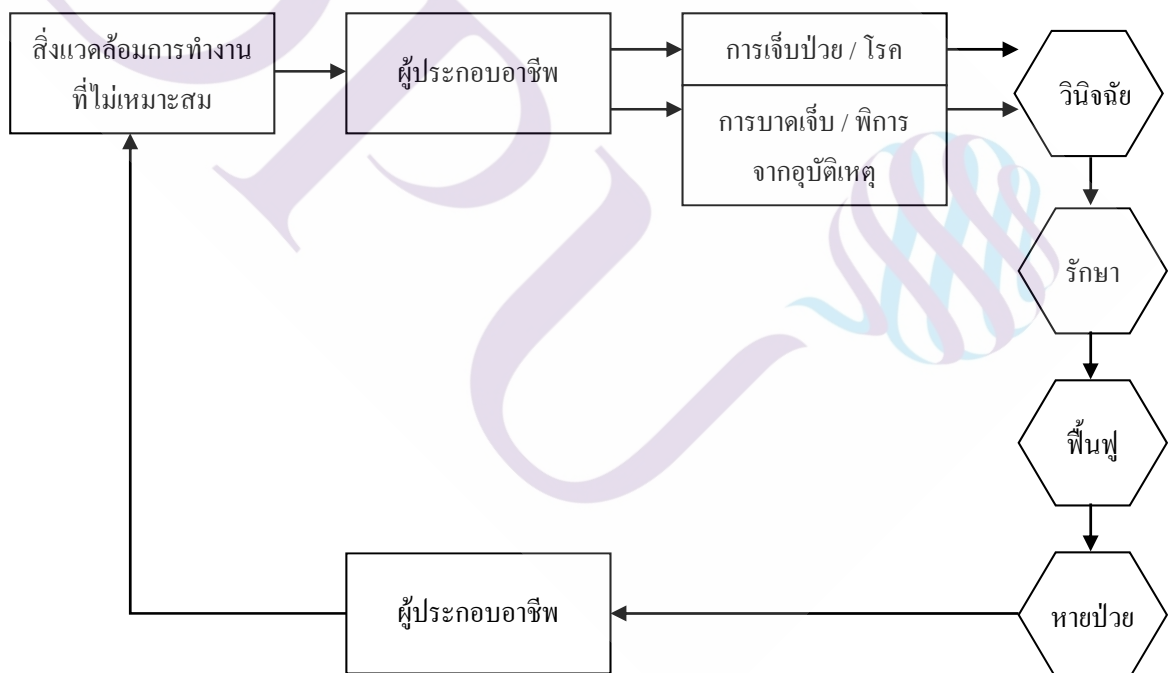 สิ่งแวดล้อมการทำงาน
ที่ไม่เหมาะสม
ผู้ประกอบอาชีพ
การเจ็บป่วย / โรค
การบาดเจ็บ / พิการ
จากอุบัติเหตุ
วินิจฉัย
รักษา
ฟื้นฟู
หายป่วย
ผู้ประกอบอาชีพ